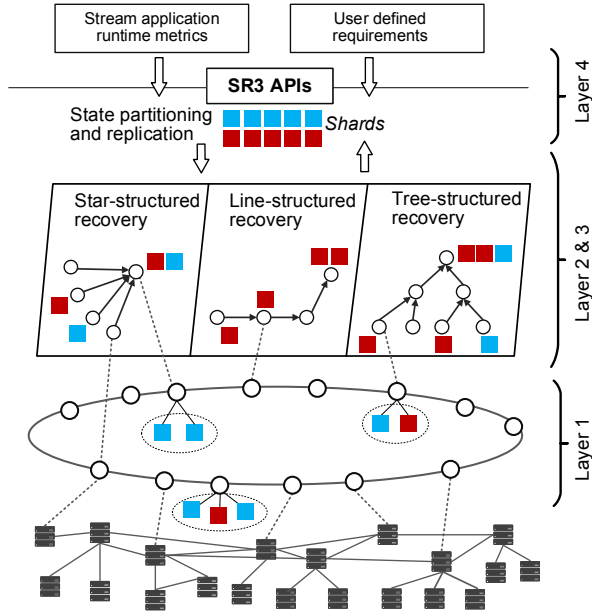 Stream application
runtime metrics
User defined
requirements
SR3 APIs
Layer 4
State partitioning
and replication
Shards
Star-structured
recovery
Line-structured
recovery
Tree-structured
recovery
Layer 2 & 3
Layer 1